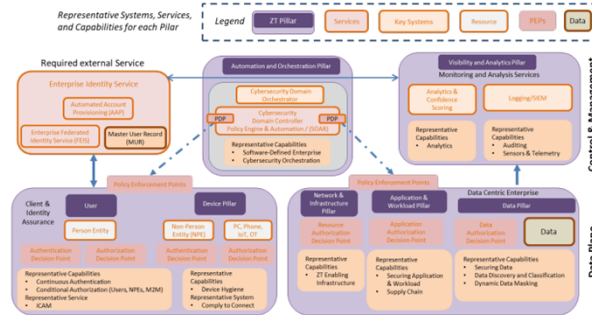 Representative Systems, Services,
and Capabilities for each Pilar
Legend
ZT Pillar
Services
Key Systems
Resource
PEPs
Data
Required external Service
Enterprise Identity Service
Automated Account
Provisioning (AAP)
Enterprise Federated
Identity Service (FEIS)
Master User Record
(MUR)
Automation and Orchestration Pillar
Cybersecurity Domain
Orchestrator
PDP
Cybersecurity
Domain Controller
Policy Engine & Automation / (SOAR)
PDP
Representative Capabilities
• Software-Defined Enterprise
• Cybersecurity Orchestration
Visibility and Analytics Pillar
Monitoring and Analysis Services
Analytics &
Confidence
Scoring
Logging/SIEM
Representative
Capabilities
• Analytics
Representative
Capabilities
• Auditing
• Sensors & Telemetry
Control & Management
Policy Enforcement Points
Client &
Identity
Assurance
User
Device Pillar
Person Entity
Non-Person
Entity (NPE)
PC, Phone,
IoT, OT
Authentication
Decision Point
Authorization
Decision Point
Authentication
Decision Point
Authorization
Decision Point
Representative Capabilities
• Continuous Authentication
• Conditional Authorization (Users, NPEs, M2M)
Representative Service
• ICAM
Representative
Capabilities
• Device Hygiene
Representative System
• Comply to Connect
Policy Enforcement Points
Data Centric Enterprise
Network &
Infrastructure
Pillar
Application &
Workload Pillar
Data Pillar
Resource
Authorization
Decision Point
Application
Authorization
Decision Point
Data
Authorization
Decision Point
Data
Representative
Capabilities
• ZT Enabling
Infrastructure
Representative
Capabilities
• Securing Application
& Workload
• Supply Chain
Representative Capabilities
• Securing Data
• Data Discovery and Classification
• Dynamic Data Masking
Data Plane